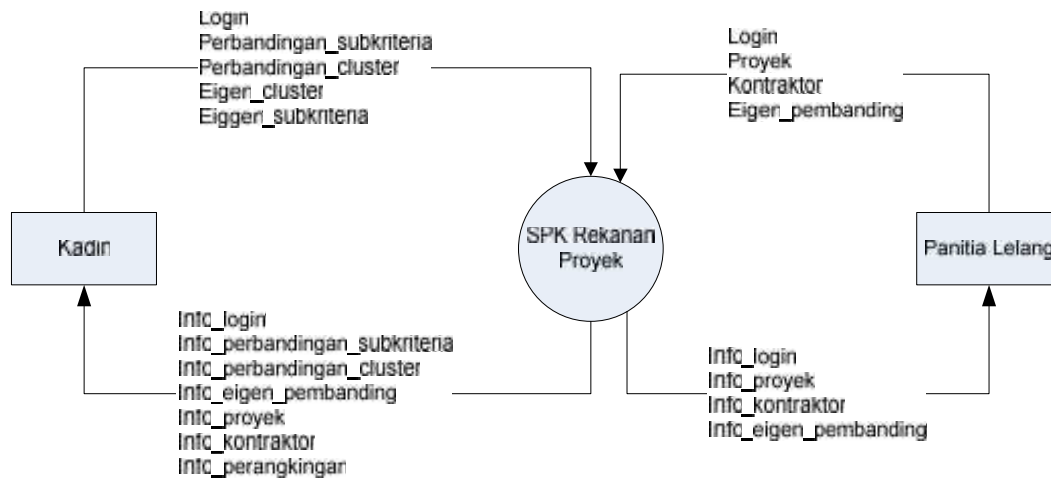 Login
Perbandingan_subkriteria
Perbandingan_cluster
Eigen_cluster
Eiggen_subkriteria
Login
Proyek
Kontraktor
Eigen_pembanding
Kadin
SPK Rekanan
Proyek
Panitia Lelang
Info_login
Info_perbandingan_subkriteria
Info_perbandingan_cluster
Info_eigen_pembanding
Info_proyek
Info_kontraktor
Info_perangkingan
Info_login
Info_proyek
Info_kontraktor
Info_eigen_pembanding